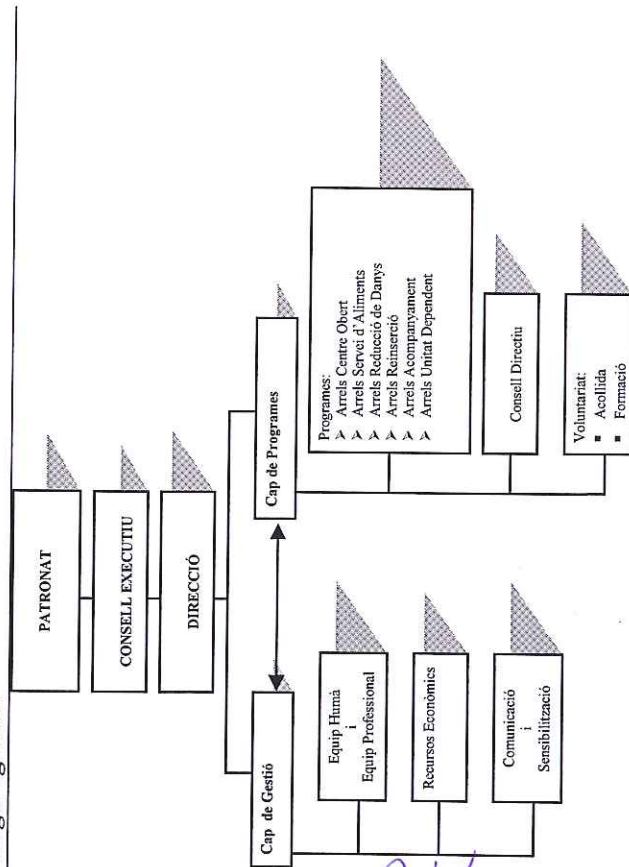 PATRONAT
CONSELL EXECUTIU
DIRECCIÓ
Cap de Gestió
Cap de Programes
Equip Humà
i
Equip Professional
Recursos Econòmics
Comunicació
i
Sensibilització
Programes:
➢ Arrels Centre Obert
➢ Arrels Servei d'Aliments
➢ Arrels Reducció de Danys
➢ Arrels Reinserció
➢ Arrels Acompanyament
➢ Arrels Unitat Dependent
Consell Directiu
Voluntariat:
▪ Acollida
▪ Formació